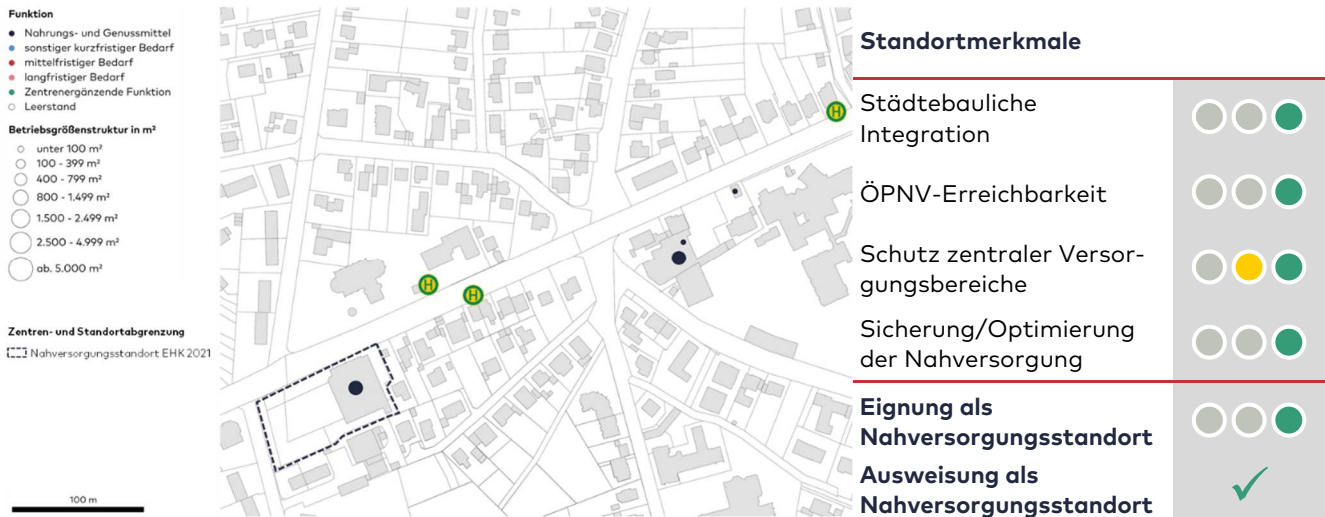 Funktion
Nahrungs- und Genussmittel
sonstiger kurzfristiger Bedarf
mittelfristiger Bedarf
langfristiger Bedarf
Zentrenergänzende Funktion
Leerstand
Betriebsgrößenstruktur in m²
unter 100 m²
100 - 399 m²
400 - 799 m²
800 - 1.499 m²
1.500 - 2.499 m²
2.500 - 4.999 m²
ab. 5.000 m²
Zentren- und Standortabgrenzung
Nahversorgungsstandort EHK 2021
100 m
H
H
H
Standortmerkmale
Städtebauliche
Integration
ÖPNV-Erreichbarkeit
Schutz zentraler Versor-
gungsbereiche
Sicherung/Optimierung
der Nahversorgung
Eignung als
Nahversorgungsstandort
Ausweisung als
Nahversorgungsstandort